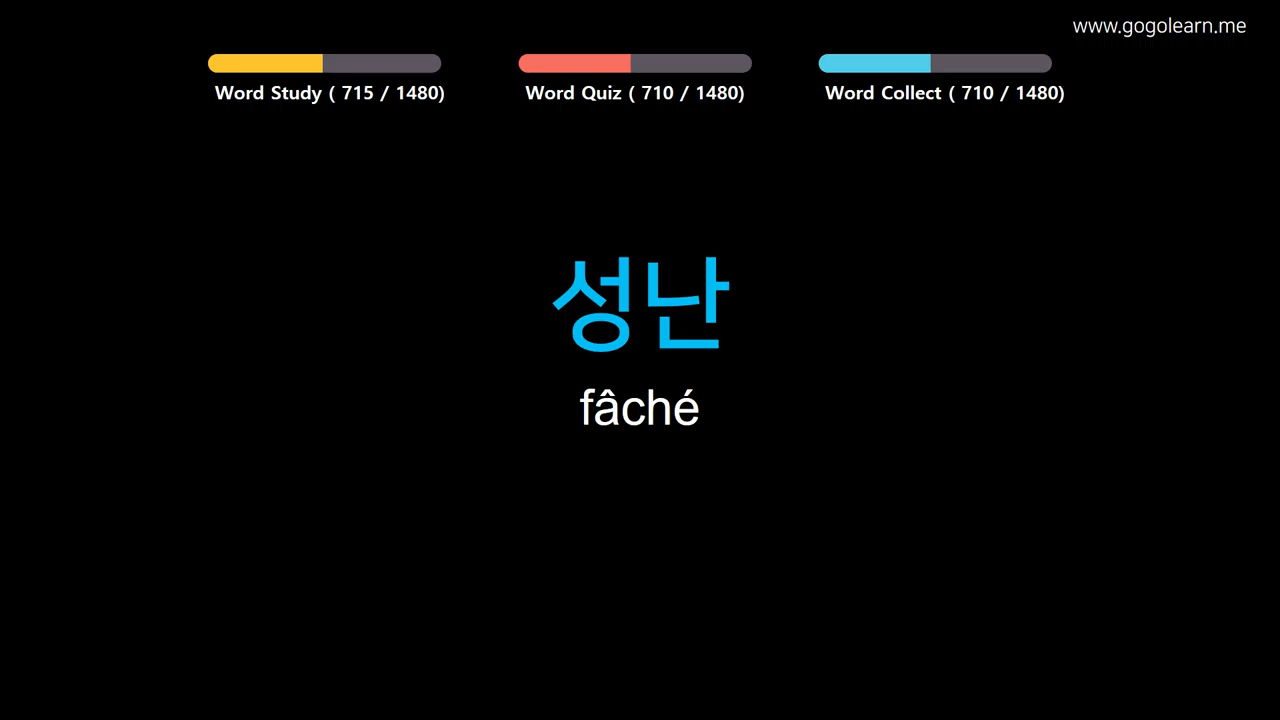 www.gogolearn.me
Word Study ( 715 / 1480)
Word Quiz ( 710 / 1480)
Word Collect ( 710 / 1480)
성난
fâché